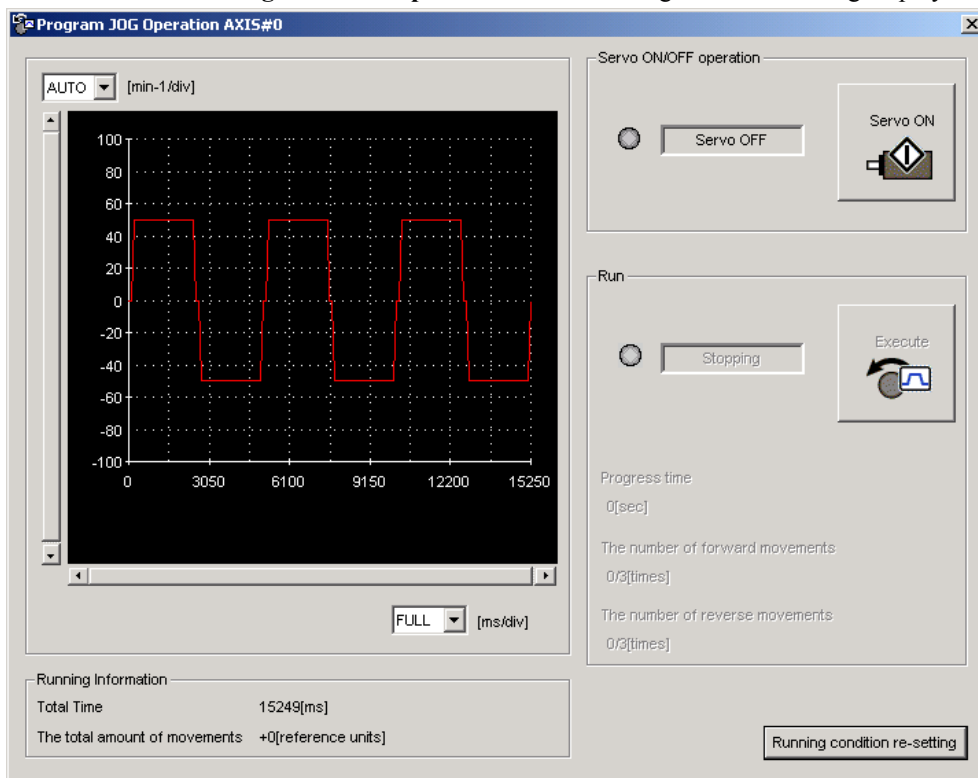 Program JOG Operation AXIS#0
AUTO [min-1/div]
100
80
60
40
20
0
-20
-40
-60
-80
-100
0 3050 6100 9150 12200 15250
FULL [ms/div]
Running Information
Total Time 15249[ms]
The total amount of movements +0[reference units]
Servo ON/OFF operation
Servo OFF
Servo ON
Run
Stopping
Execute
Progress time
0[sec]
The number of forward movements
0/3[times]
The number of reverse movements
0/3[times]
Running condition re-setting